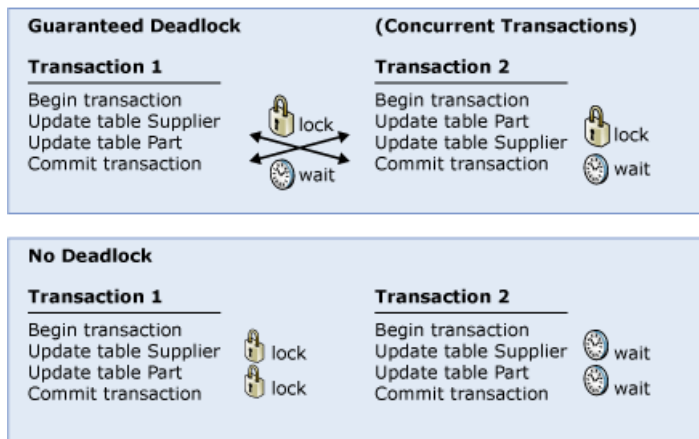 Guaranteed Deadlock (Concurrent Transactions)
Transaction 1 Transaction 2
Begin transaction Begin transaction
Update table Supplier lock Update table Part lock
Update table Part Update table Supplier
Commit transaction wait Commit transaction wait
No Deadlock
Transaction 1 Transaction 2
Begin transaction Begin transaction
Update table Supplier lock Update table Supplier wait
Update table Part lock Update table Part wait
Commit transaction Commit transaction